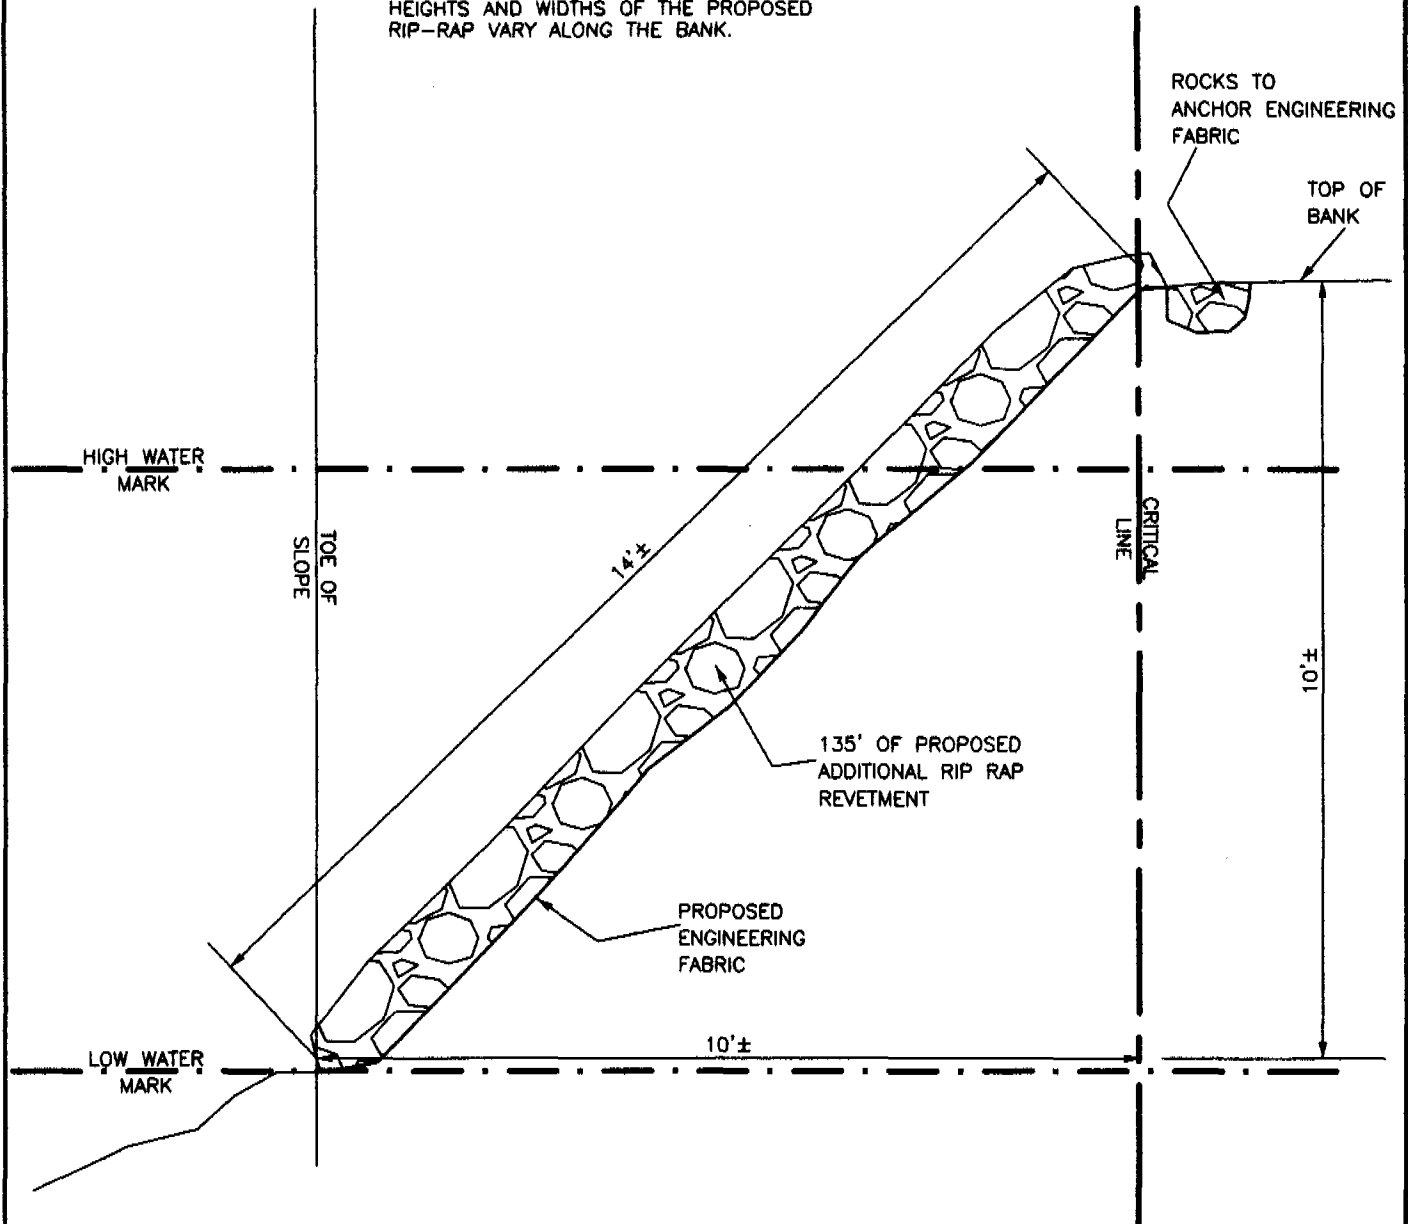 HEIGHTS AND WIDTHS OF THE PROPOSED
RIP-RAP VARY ALONG THE BANK.
ROCKS TO
ANCHOR ENGINEERING
FABRIC
TOP OF
BANK
HIGH WATER
MARK
TOE OF
SLOPE
14'±
CRITICAL
LINE
10'±
135' OF PROPOSED
ADDITIONAL RIP RAP
REVETMENT
PROPOSED
ENGINEERING
FABRIC
10'±
LOW WATER
MARK